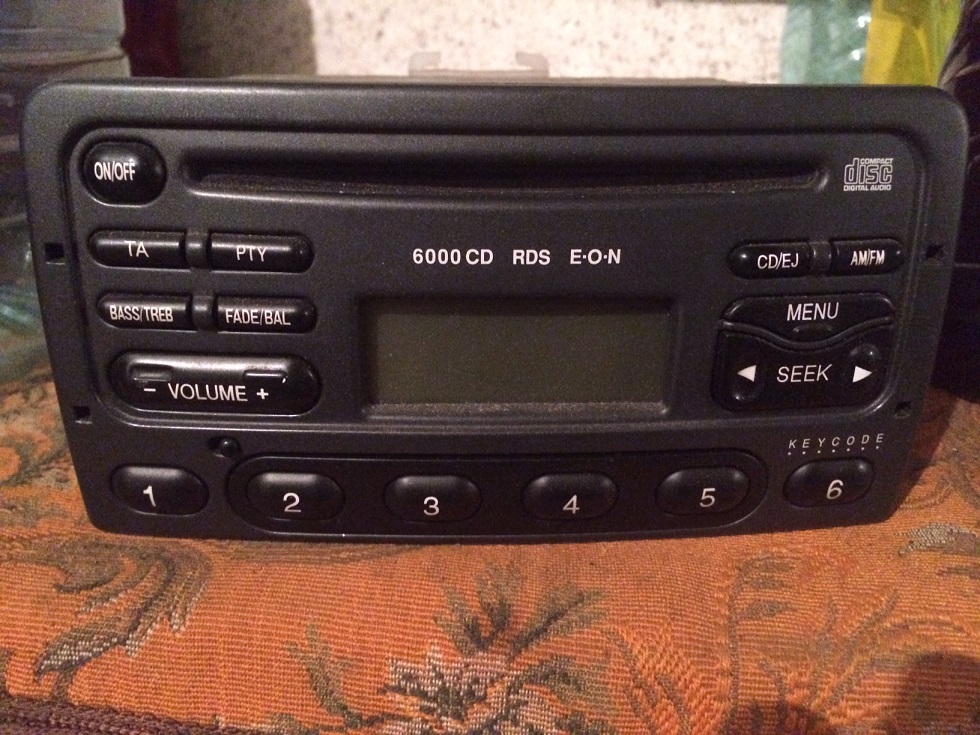 ON/OFF
COMPACT
disc
DIGITAL AUDIO
TA PTY
6000 CD RDS E·O·N
CD/EJ AM/FM
BASS/TREB FADE/BAL
MENU
− VOLUME +
◀ SEEK ▶
KEYCODE
1 2 3 4 5 6